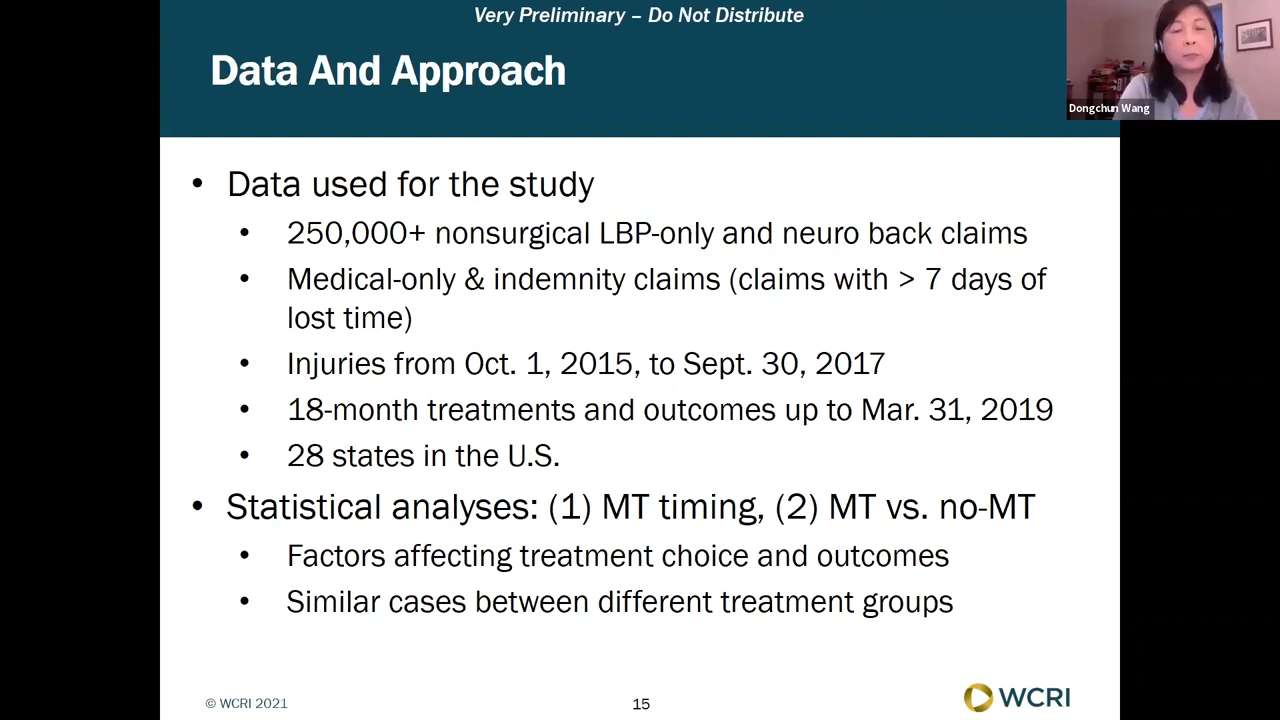 Very Preliminary – Do Not Distribute
Data And Approach
Dongchun Wang
• Data used for the study
• 250,000+ nonsurgical LBP-only and neuro back claims
• Medical-only & indemnity claims (claims with > 7 days of
lost time)
• Injuries from Oct. 1, 2015, to Sept. 30, 2017
• 18-month treatments and outcomes up to Mar. 31, 2019
• 28 states in the U.S.
• Statistical analyses: (1) MT timing, (2) MT vs. no-MT
• Factors affecting treatment choice and outcomes
• Similar cases between different treatment groups
© WCRI 2021
15
WCRI